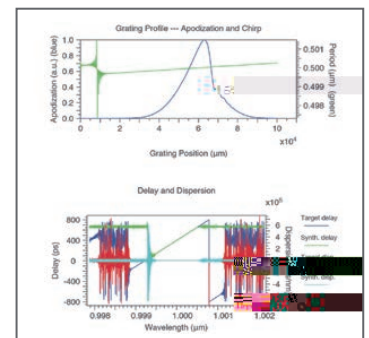 Grating Profile --- Apodization and Chirp
Apodization (a.u.) (blue)
1.0
0.8
0.6
0.4
0.2
0.0
0.501
0.500
0.499
0.498
Period (μm) (green)
0 2 4 6 8 10
x10⁴
Grating Position (μm)
Delay and Dispersion
x10⁶
Delay (ps)
800
400
0
-400
-800
6
4
2
0
-4
Target delay
Synth. delay
0.998 0.999 1.000 1.001 1.002
Wavelength (μm)